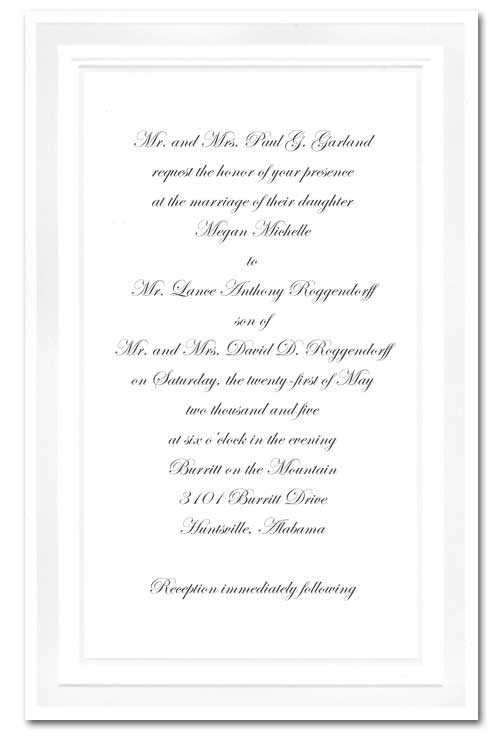 Mr. and Mrs. Paul G. Garland
request the honor of your presence
at the marriage of their daughter
Megan Michelle
to
Mr. Lance Anthony Roggendorff
son of
Mr. and Mrs. David D. Roggendorff
on Saturday, the twenty-first of May
two thousand and five
at six o'clock in the evening
Burritt on the Mountain
3101 Burritt Drive
Huntsville, Alabama
Reception immediately following